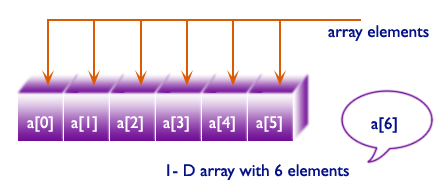 array elements
a[0] a[1] a[2] a[3] a[4] a[5] a[6]
1- D array with 6 elements